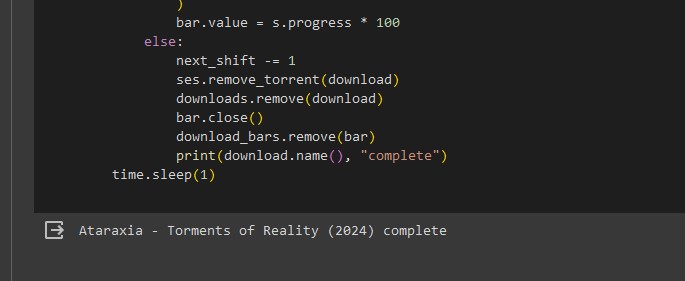 )
bar.value = s.progress * 100
else:
next_shift -= 1
ses.remove_torrent(download)
downloads.remove(download)
bar.close()
download_bars.remove(bar)
print(download.name(), "complete")
time.sleep(1)
Ataraxia - Torments of Reality (2024) complete